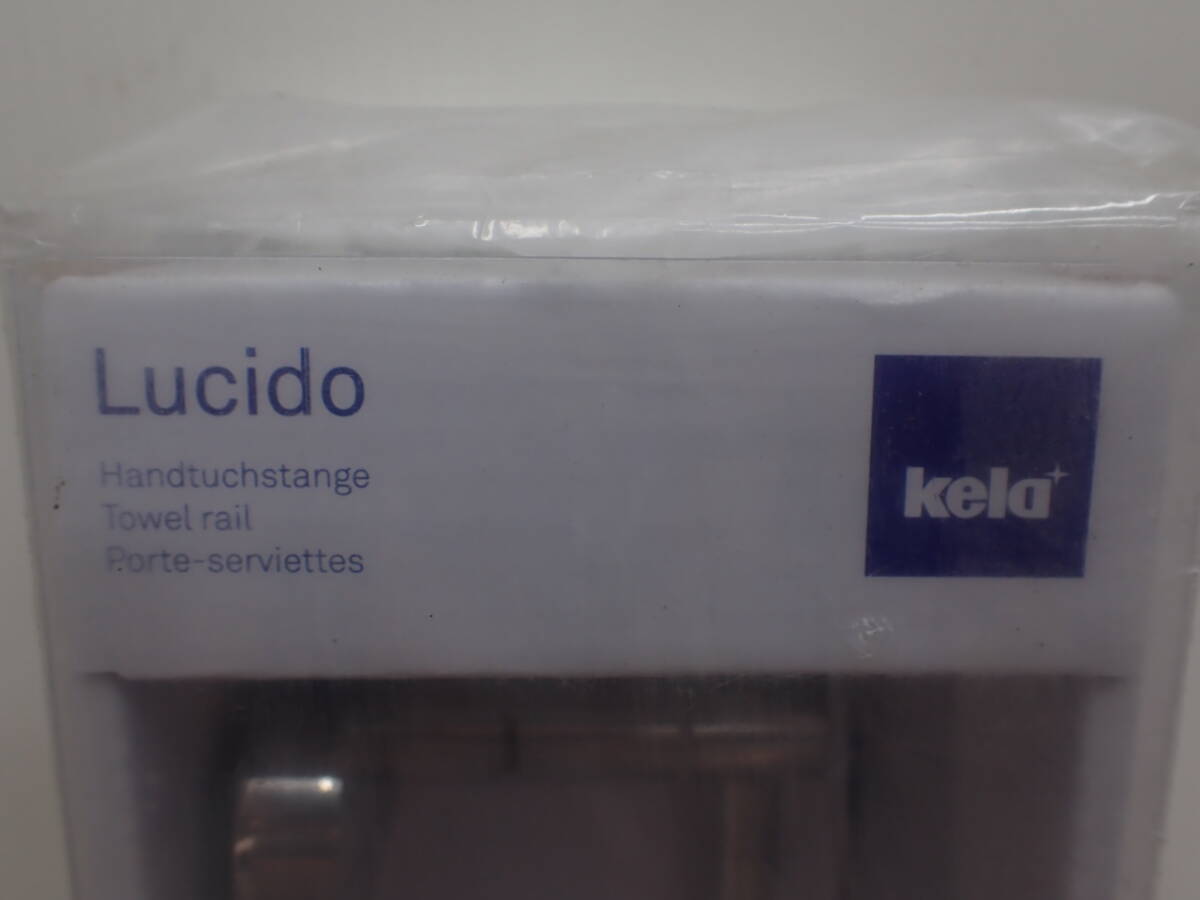 Lucido
Handtuchstange
Towel rail
Porte-serviettes
kela